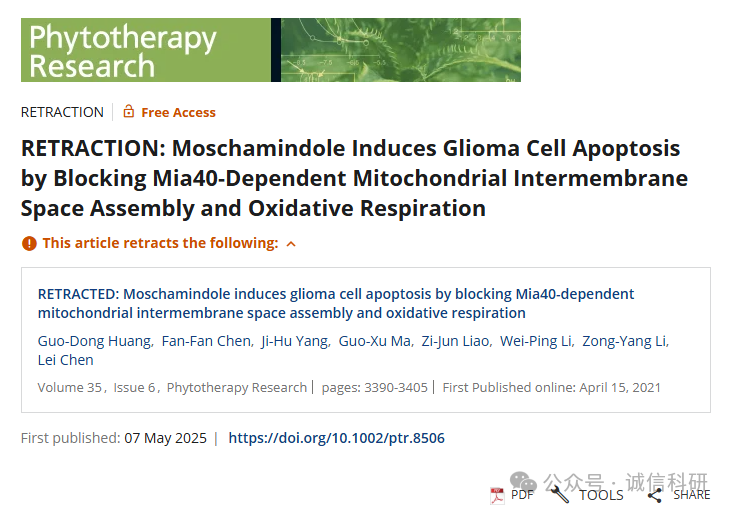 Phytotherapy
Research
RETRACTION
Free Access
RETRACTION: Moschamindole Induces Glioma Cell Apoptosis
by Blocking Mia40-Dependent Mitochondrial Intermembrane
Space Assembly and Oxidative Respiration
This article retracts the following:
RETRACTED: Moschamindole induces glioma cell apoptosis by blocking Mia40-dependent
mitochondrial intermembrane space assembly and oxidative respiration
Guo-Dong Huang, Fan-Fan Chen, Ji-Hu Yang, Guo-Xu Ma, Zi-Jun Liao, Wei-Ping Li, Zong-Yang Li,
Lei Chen
Volume 35, Issue 6, Phytotherapy Research | pages: 3390-3405 | First Published online: April 15, 2021
First published: 07 May 2025 | https://doi.org/10.1002/ptr.8506
公众号 · 诚信科研
PDF TOOLS SHARE